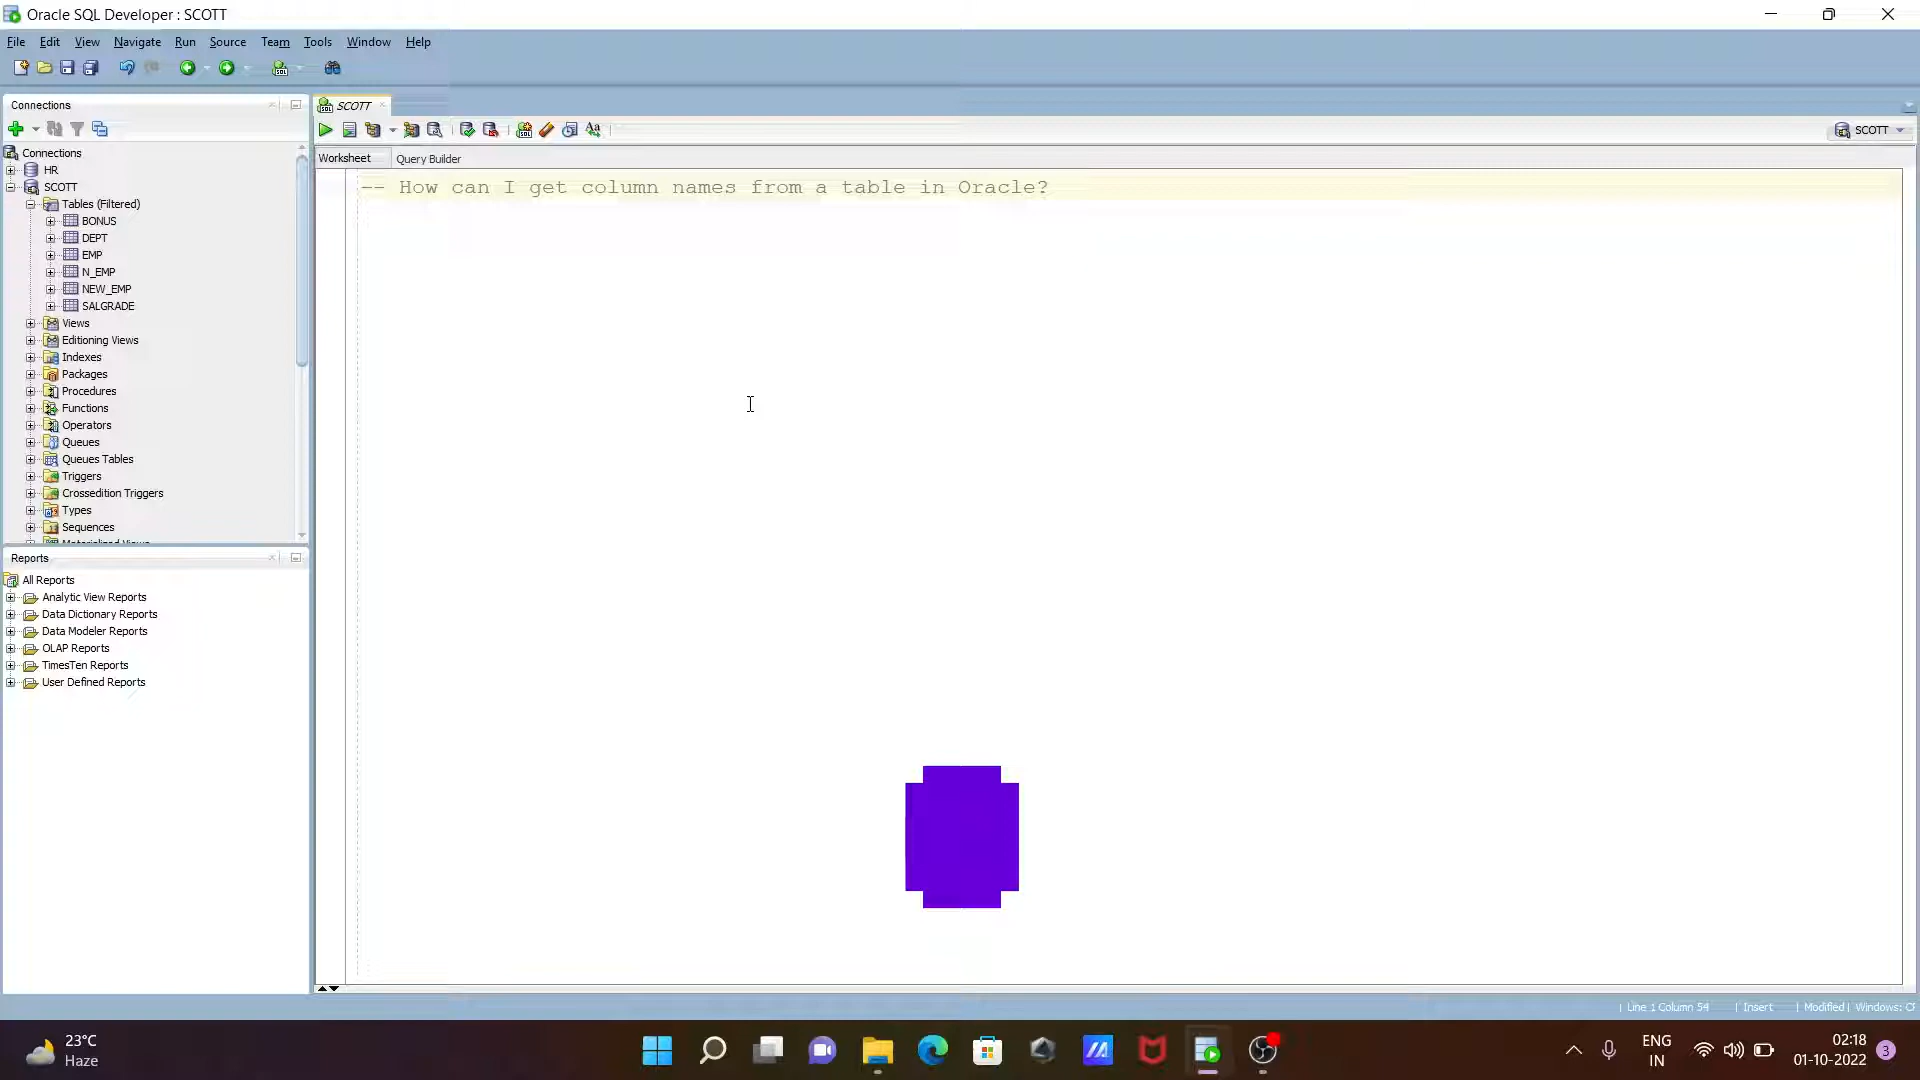 Oracle SQL Developer : SCOTT
File Edit View Navigate Run Source Team Tools Window Help
Connections
SCOTT
SCOTT
Worksheet Query Builder
Connections
HR
SCOTT
Tables (Filtered)
BONUS
DEPT
EMP
N_EMP
NEW_EMP
SALGRADE
Views
Editioning Views
Indexes
Packages
Procedures
Functions
Operators
Queues
Queues Tables
Triggers
Crossedition Triggers
Types
Sequences
-- How can I get column names from a table in Oracle?
Reports
All Reports
Analytic View Reports
Data Dictionary Reports
Data Modeler Reports
OLAP Reports
TimesTen Reports
User Defined Reports
Line 1 Column 54 Insert Modified Windows: CF
23°C
Haze
ENG
IN
02:18
01-10-2022
3